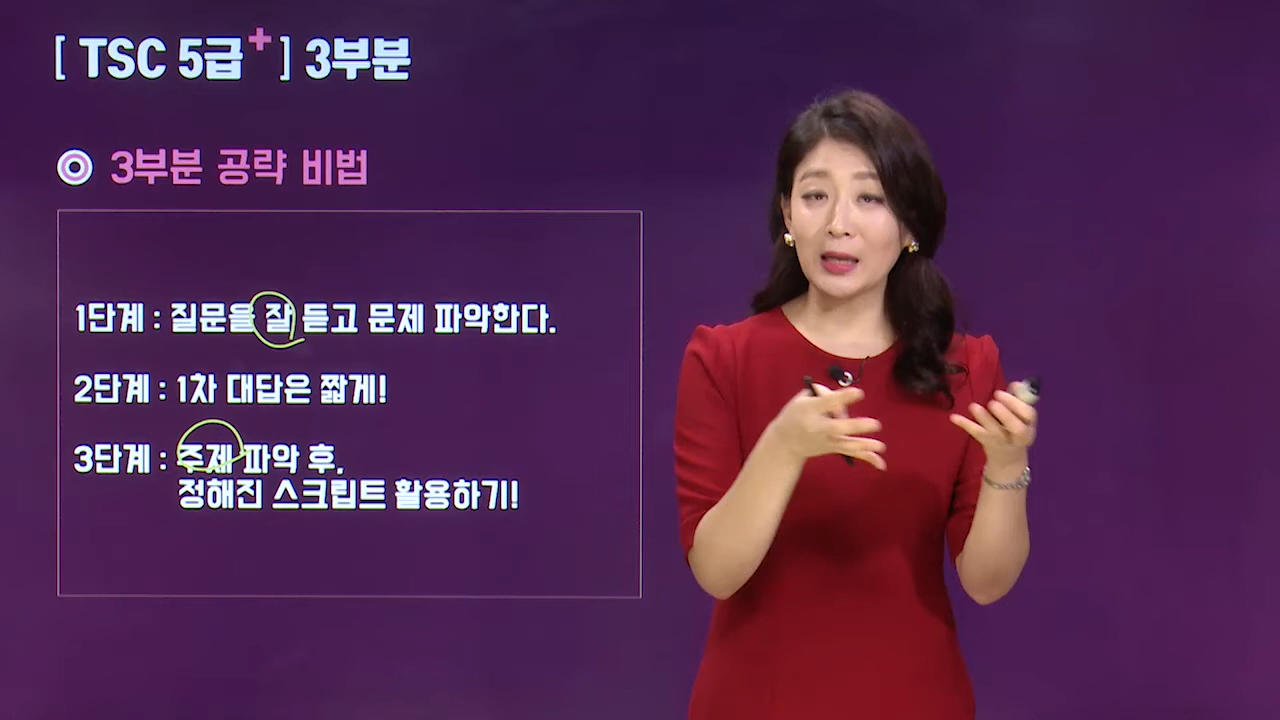 [ TSC 5급+ ] 3부분
3부분 공략 비법
1단계 : 질문을 잘 듣고 문제 파악한다.
2단계 : 1차 대답은 짧게!
3단계 : 주제 파악 후,
정해진 스크립트 활용하기!